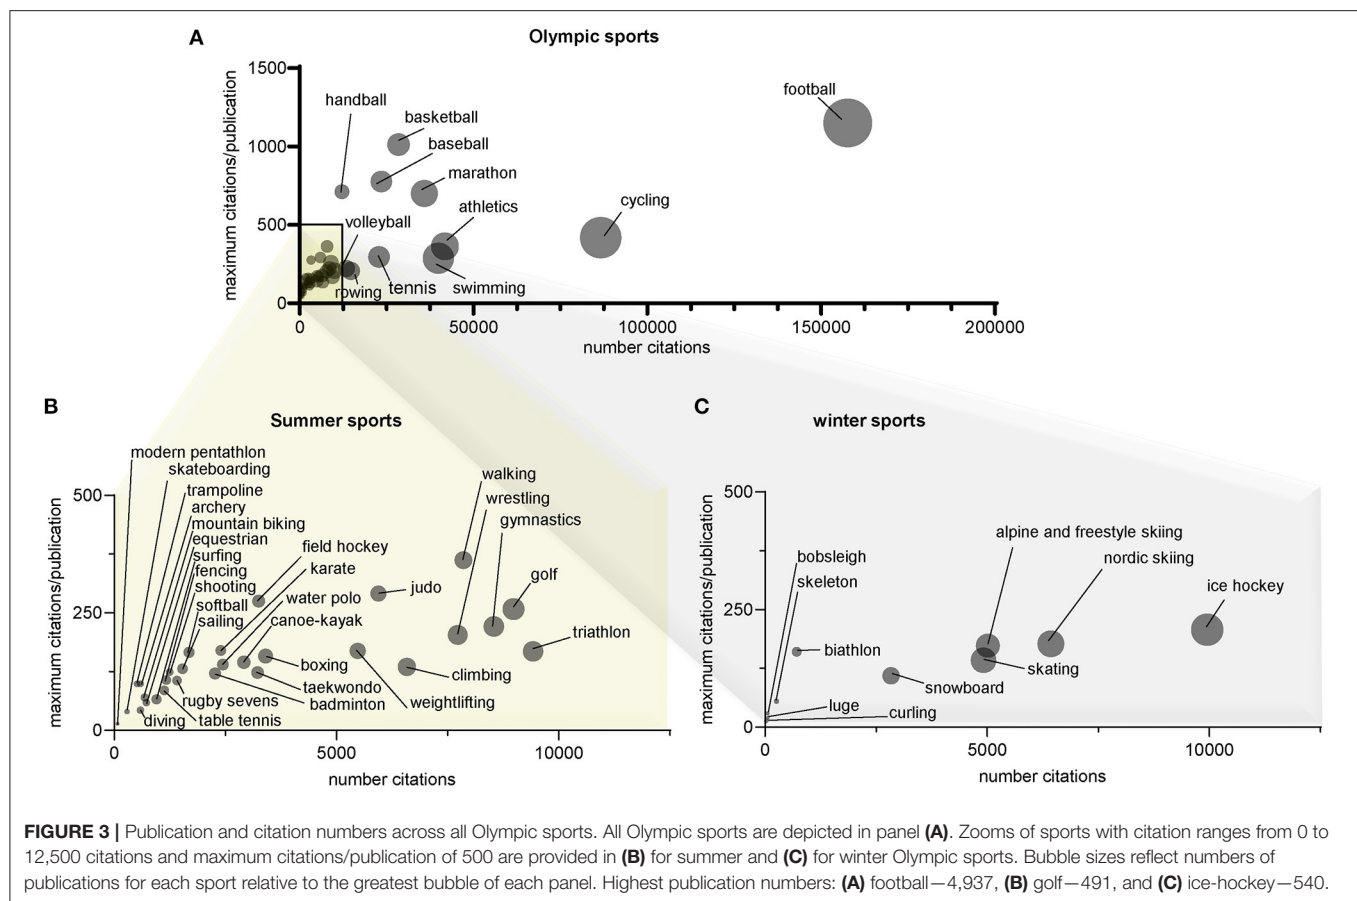 A
Olympic sports
maximum citations/publication
1500
1000
500
0
handball
basketball
baseball
marathon
athletics
volleyball
rowing
tennis
swimming
cycling
football
0
50000
100000
150000
200000
number citations
B
Summer sports
maximum citations/publication
500
250
0
modern pentathlon
skateboarding
trampoline
archery
mountain biking
equestrian
surfing
fencing
shooting
softball
sailing
field hockey
karate
water polo
canoe-kayak
boxing
taekwondo
badminton
rugby sevens
table tennis
diving
walking
wrestling
gymnastics
judo
golf
triathlon
climbing
weightlifting
0
5000
10000
number citations
C
winter sports
maximum citations/publication
500
250
0
bobsleigh
skeleton
biathlon
luge
curling
alpine and freestyle skiing
nordic skiing
ice hockey
skating
snowboard
0
5000
10000
number citations
FIGURE 3 | Publication and citation numbers across all Olympic sports. All Olympic sports are depicted in panel (A). Zooms of sports with citation ranges from 0 to
12,500 citations and maximum citations/publication of 500 are provided in (B) for summer and (C) for winter Olympic sports. Bubble sizes reflect numbers of
publications for each sport relative to the greatest bubble of each panel. Highest publication numbers: (A) football—4,937, (B) golf—491, and (C) ice-hockey—540.